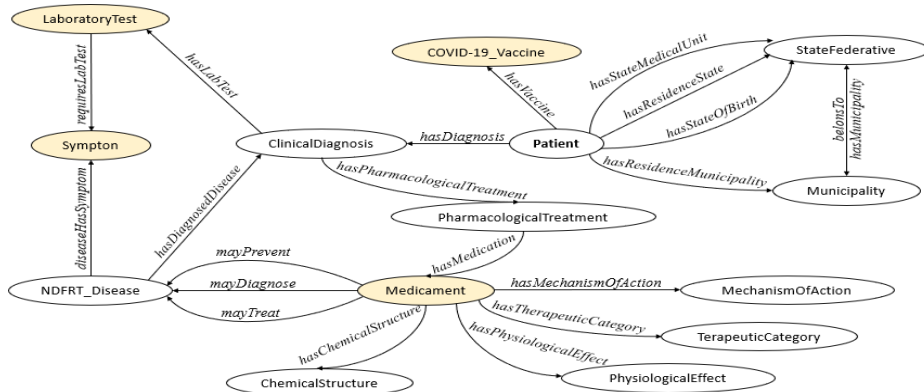 LaboratoryTest
COVID-19_Vaccine
StateFederative
hasStateMedicalUnit
hasResidenceState
hasStateOfBirth
hasVaccine
hasLabTest
requiresLabTest
belonsTo
hasMunicipality
Sympton
ClinicalDiagnosis
hasDiagnosis
Patient
hasResidenceMunicipality
Municipality
hasPharmacologicalTreatment
PharmacologicalTreatment
diseaseHasSymptom
hasDiagnosedDisease
hasMedication
mayPrevent
NDFRT_Disease
mayDiagnose
Medicament
hasMechanismOfAction
MechanismOfAction
mayTreat
hasTherapeuticCategory
TerapeuticCategory
hasChemicalStructure
hasPhysiologicalEffect
ChemicalStructure
PhysiologicalEffect